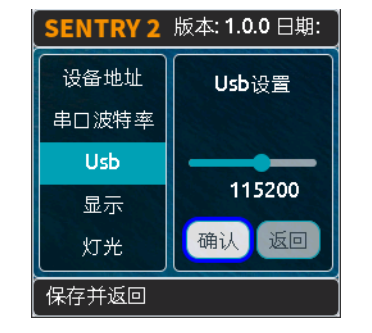 SENTRY 2 版本: 1.0.0 日期:
设备地址
串口波特率
Usb
显示
灯光
Usb设置
115200
确认 返回
保存并返回